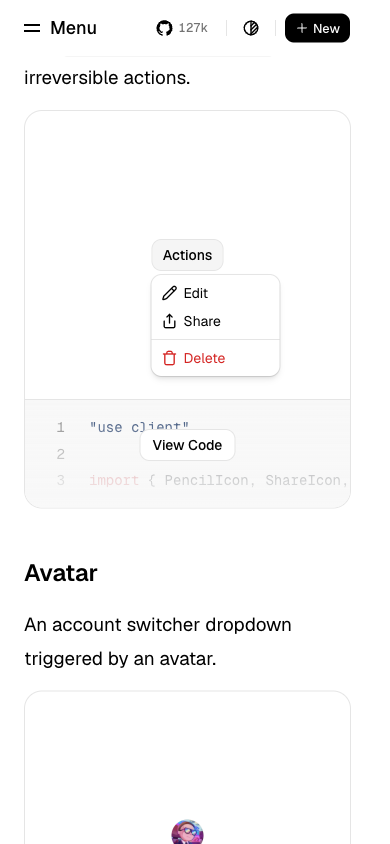 Menu
127k
New
irreversible actions.
Actions
Edit
Share
Delete
1 "use client"
2
View Code
3 import { PencilIcon, ShareIcon,
Avatar
An account switcher dropdown
triggered by an avatar.